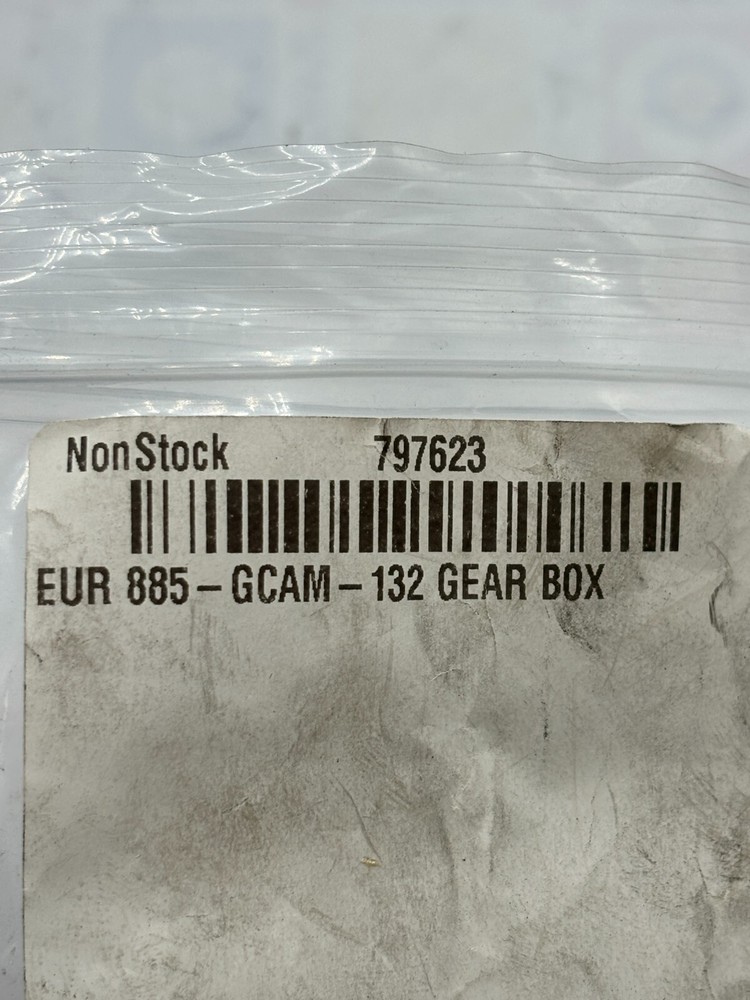 NonStock 797623
EUR 885-GCAM-132 GEAR BOX